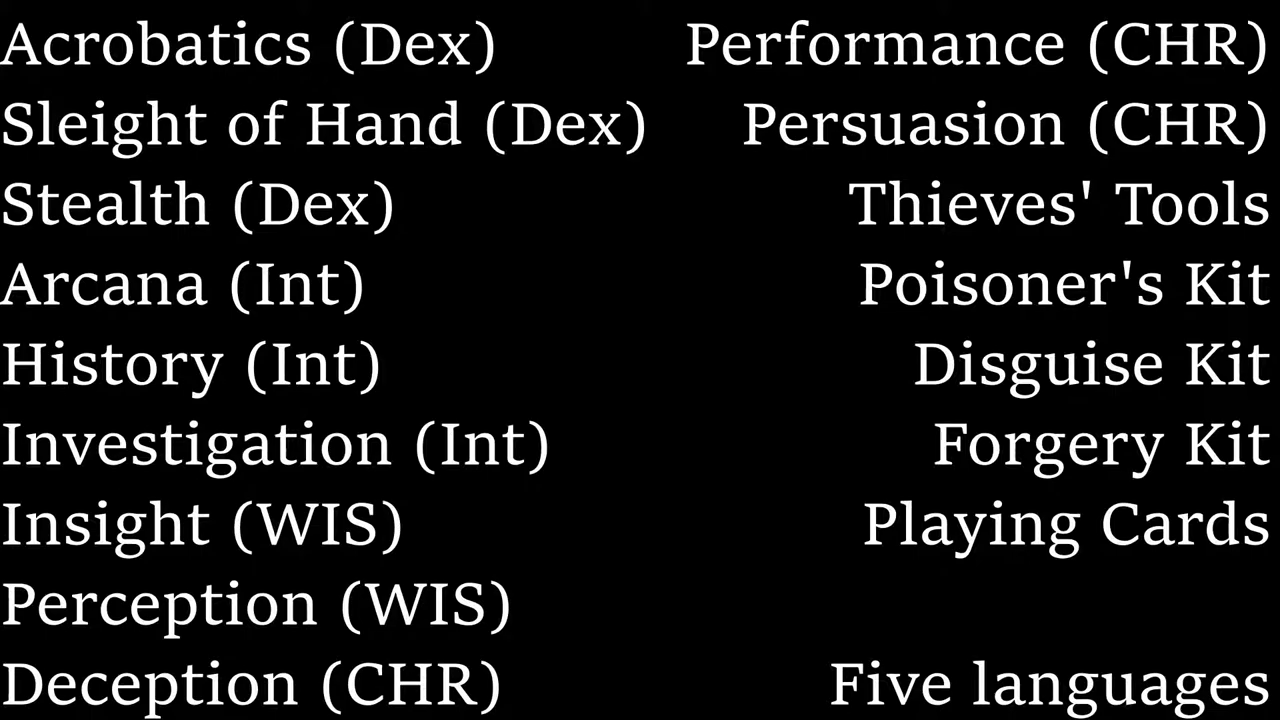 Acrobatics (Dex)
Sleight of Hand (Dex)
Stealth (Dex)
Arcana (Int)
History (Int)
Investigation (Int)
Insight (WIS)
Perception (WIS)
Deception (CHR)
Performance (CHR)
Persuasion (CHR)
Thieves' Tools
Poisoner's Kit
Disguise Kit
Forgery Kit
Playing Cards
Five languages